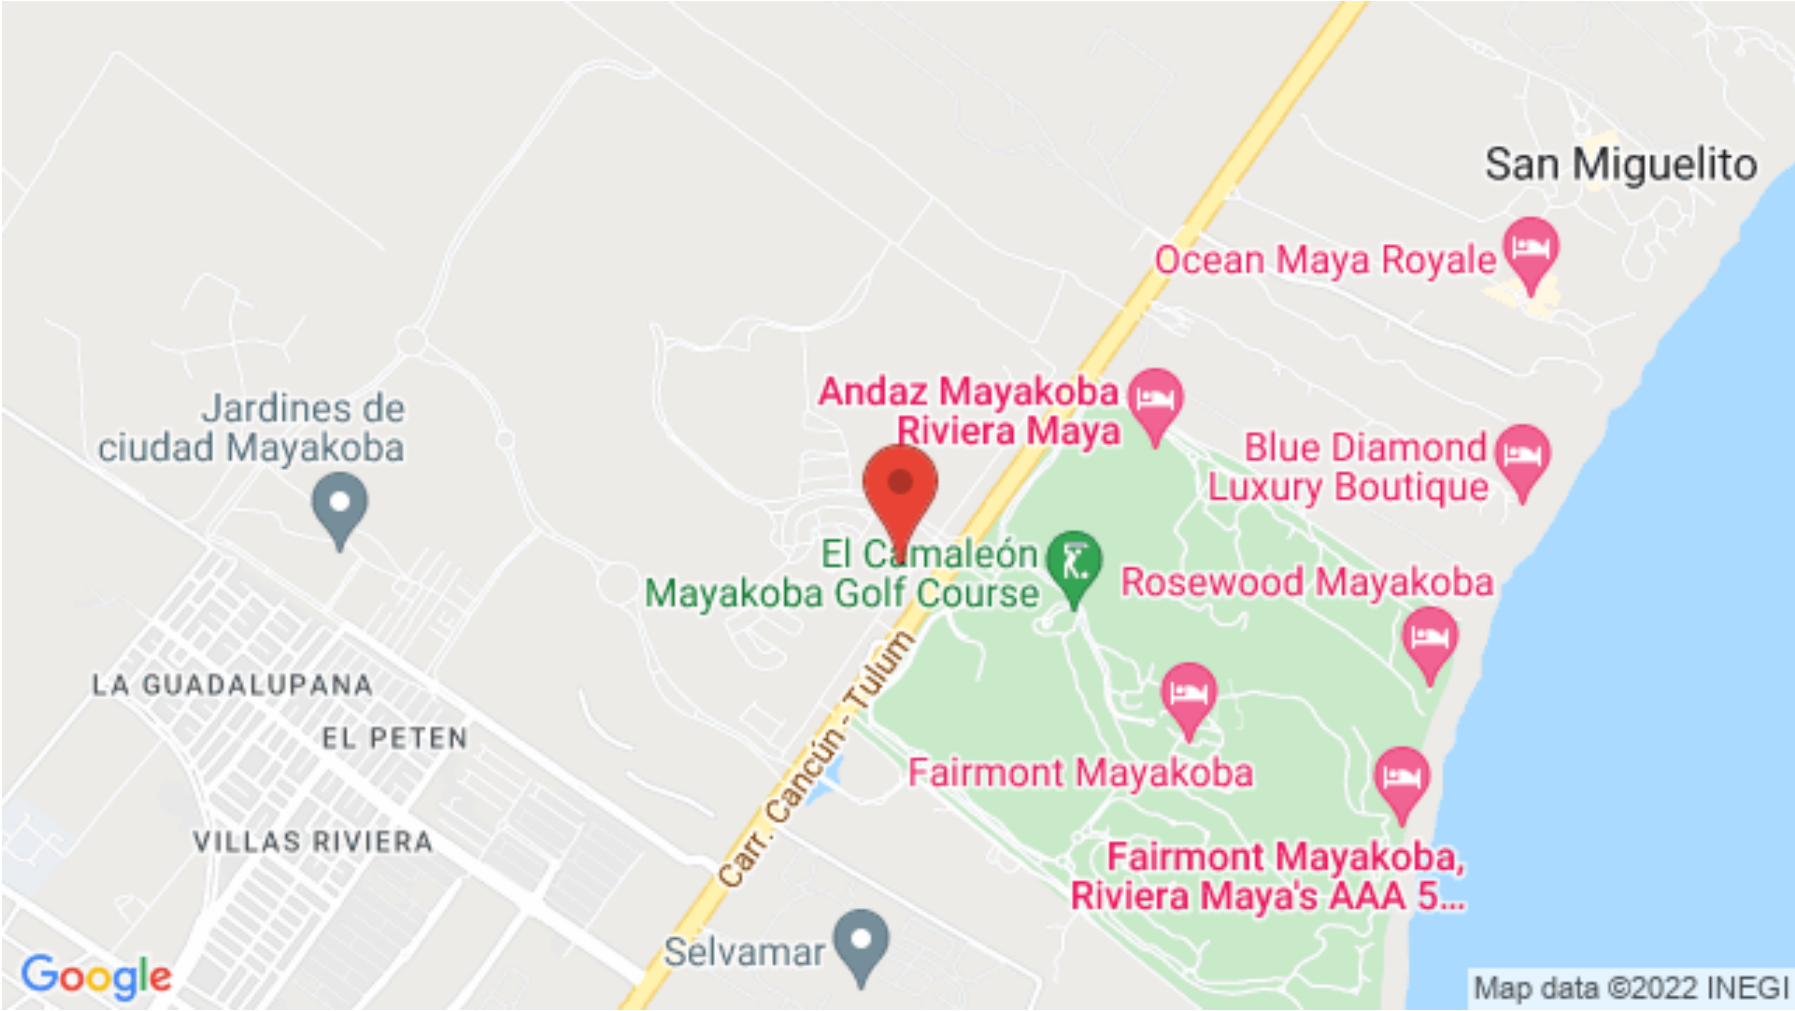 San Miguelito
Ocean Maya Royale
Andaz Mayakoba
Riviera Maya
Jardines de
ciudad Mayakoba
Blue Diamond
Luxury Boutique
El Camaleón
Mayakoba Golf Course
Rosewood Mayakoba
LA GUADALUPANA
EL PETEN
Carr. Cancún - Tulum
Fairmont Mayakoba
VILLAS RIVIERA
Fairmont Mayakoba,
Riviera Maya's AAA 5...
Selvamar
Google
Map data ©2022 INEGI